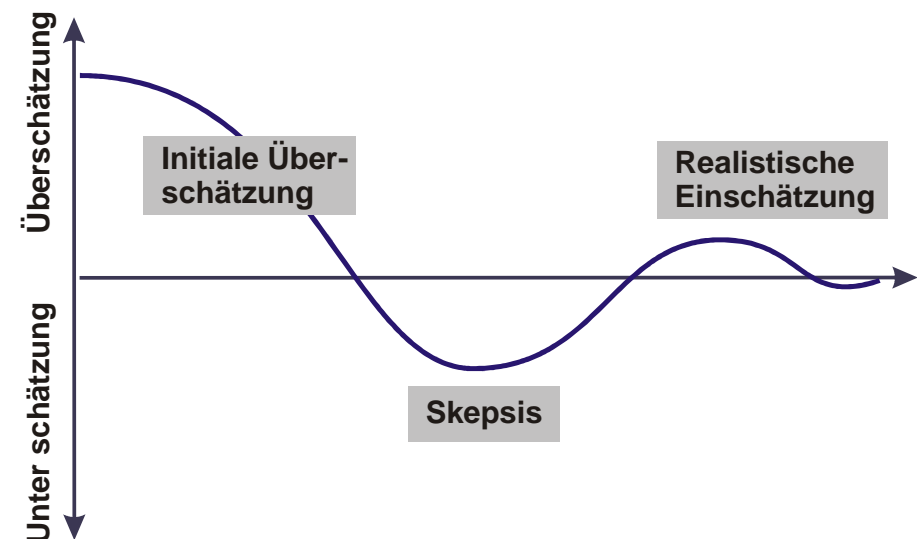 Überschätzung
Initiale Über-
schätzung
Realistische
Einschätzung
Skepsis
Unter schätzung